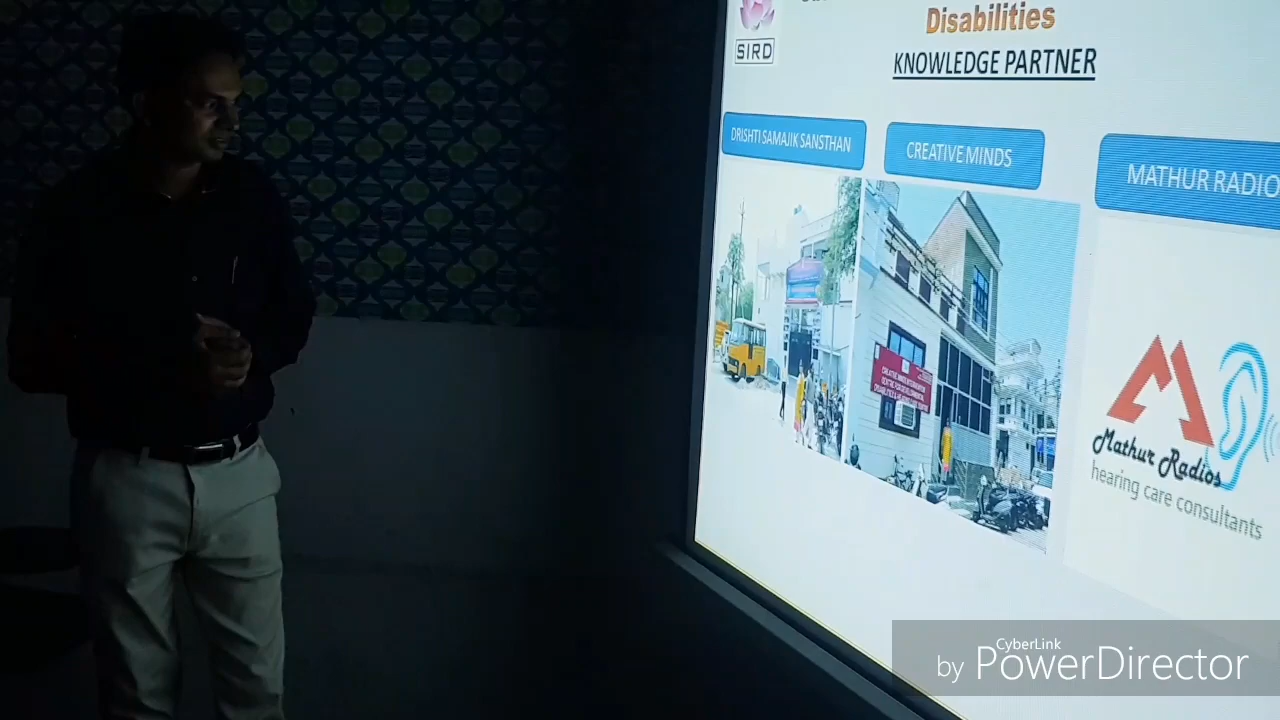 Disabilities
SIRD
KNOWLEDGE PARTNER
DRISHTI SAMAJIK SANSTHAN
CREATIVE MINDS
MATHUR RADIO
Mathur Radios
hearing care consultants
CyberLink
by PowerDirector